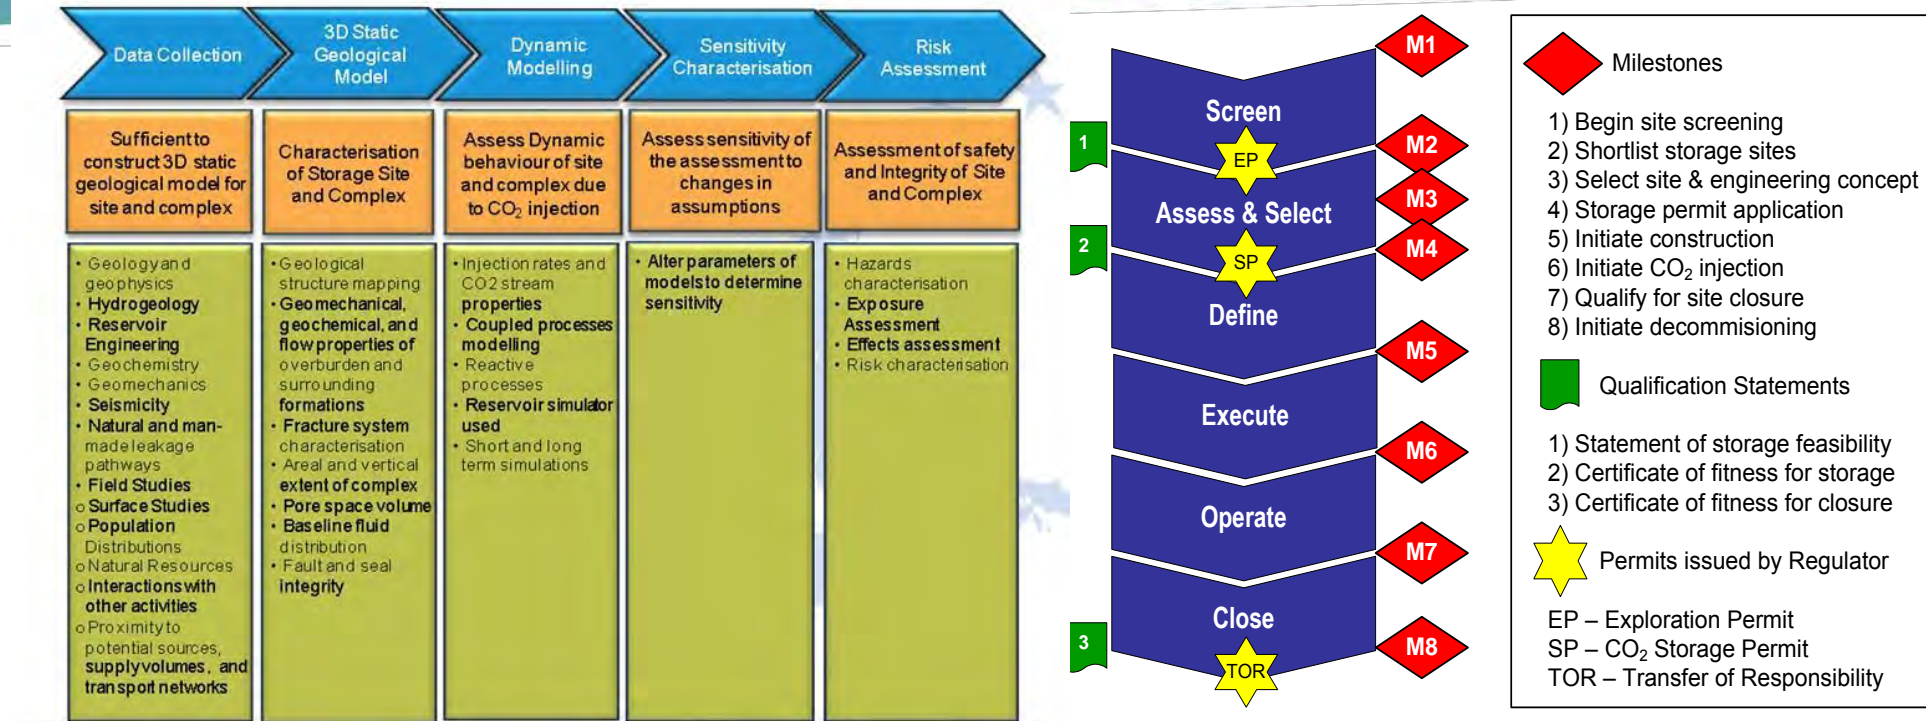 Data Collection
3D Static
Geological
Model
Dynamic
Modelling
Sensitivity
Characterisation
Risk
Assessment
Sufficient to
construct 3D static
geological model for
site and complex
Characterisation
of Storage Site
and Complex
Assess Dynamic
behaviour of site
and complex due
to CO₂ injection
Assess sensitivity of
the assessment to
changes in
assumptions
Assessment of safety
and Integrity of Site
and Complex
• Geology and
geophysics
• Hydrogeology
• Reservoir
Engineering
• Geochemistry
• Geomechanics
• Seismicity
• Natural and man-
made leakage
pathways
• Field Studies
o Surface Studies
o Population
Distributions
o Natural Resources
o Interactions with
other activities
o Proximity to
potential sources,
supply volumes, and
transport networks
• Geological
structure mapping
• Geomechanical,
geochemical, and
flow properties of
overburden and
surrounding
formations
• Fracture system
characterisation
• Areal and vertical
extent of complex
• Pore space volume
• Baseline fluid
distribution
• Fault and seal
integrity
• Injection rates and
CO2 stream
properties
• Coupled processes
modelling
• Reactive
processes
• Reservoir simulator
used
• Short and long
term simulations
• Alter parameters of
models to determine
sensitivity
• Hazards
characterisation
• Exposure
Assessment
• Effects assessment
• Risk characterisation
M1
Screen
1
EP
M2
Assess & Select
M3
2
SP
M4
Define
M5
Execute
M6
Operate
M7
Close
3
TOR
M8
Milestones
1) Begin site screening
2) Shortlist storage sites
3) Select site & engineering concept
4) Storage permit application
5) Initiate construction
6) Initiate CO₂ injection
7) Qualify for site closure
8) Initiate decommisioning
Qualification Statements
1) Statement of storage feasibility
2) Certificate of fitness for storage
3) Certificate of fitness for closure
Permits issued by Regulator
EP – Exploration Permit
SP – CO₂ Storage Permit
TOR – Transfer of Responsibility